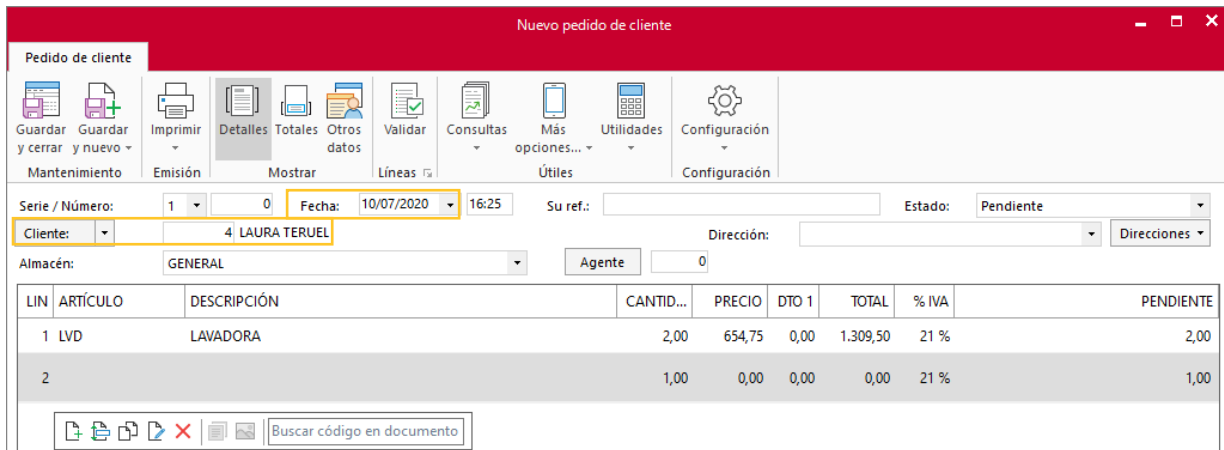 Nuevo pedido de cliente
Pedido de cliente
Guardar y cerrar
Guardar y nuevo
Imprimir
Detalles
Totales
Otros datos
Validar
Consultas
Más opciones...
Utilidades
Configuración
Mantenimiento
Emisión
Mostrar
Líneas
Útiles
Configuración
Serie / Número: 1 0 Fecha: 10/07/2020 16:25 Su ref.: Estado: Pendiente
Cliente: 4 LAURA TERUEL Dirección: Direcciones
Almacén: GENERAL Agente 0
LIN ARTÍCULO DESCRIPCIÓN CANTID... PRECIO DTO 1 TOTAL % IVA PENDIENTE
1 LVD LAVADORA 2,00 654,75 0,00 1.309,50 21 % 2,00
2 1,00 0,00 0,00 0,00 21 % 1,00
Buscar código en documento